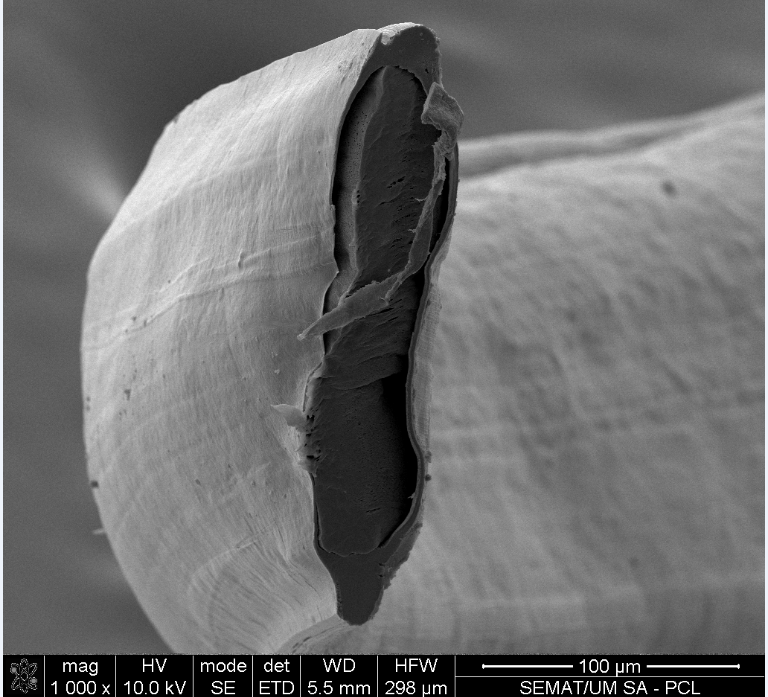 mag HV mode det WD HFW 100 µm
1 000 x 10.0 kV SE ETD 5.5 mm 298 µm SEMAT/UM SA - PCL